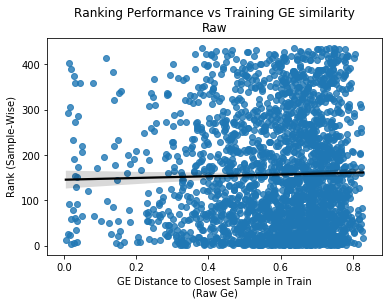 Ranking Performance vs Training GE similarity
Raw
400
300
200
100
0
Rank (Sample-Wise)
0.0 0.2 0.4 0.6 0.8
GE Distance to Closest Sample in Train
(Raw Ge)